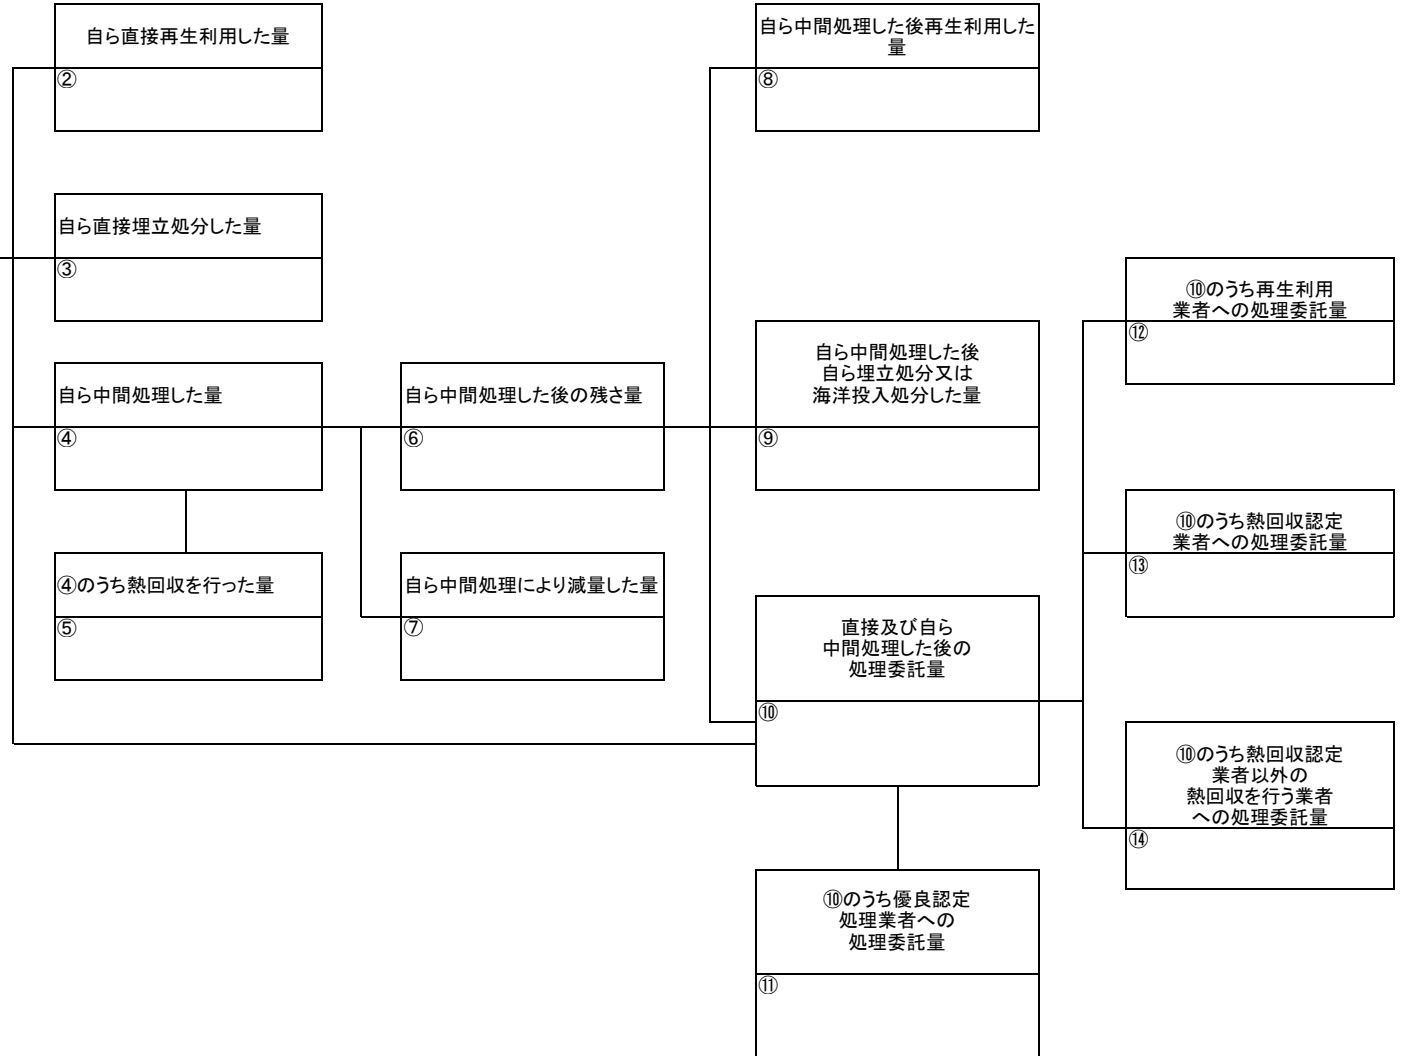 自ら直接再生利用した量
②
自ら直接埋立処分した量
③
自ら中間処理した量
④
④のうち熱回収を行った量
⑤
自ら中間処理した後の残さ量
⑥
自ら中間処理により減量した量
⑦
自ら中間処理した後再生利用した
量
⑧
自ら中間処理した後
自ら埋立処分又は
海洋投入処分した量
⑨
直接及び自ら
中間処理した後の
処理委託量
⑩
⑩のうち優良認定
処理業者への
処理委託量
⑪
⑩のうち再生利用
業者への処理委託量
⑫
⑩のうち熱回収認定
業者への処理委託量
⑬
⑩のうち熱回収認定
業者以外の
熱回収を行う業者
への処理委託量
⑭